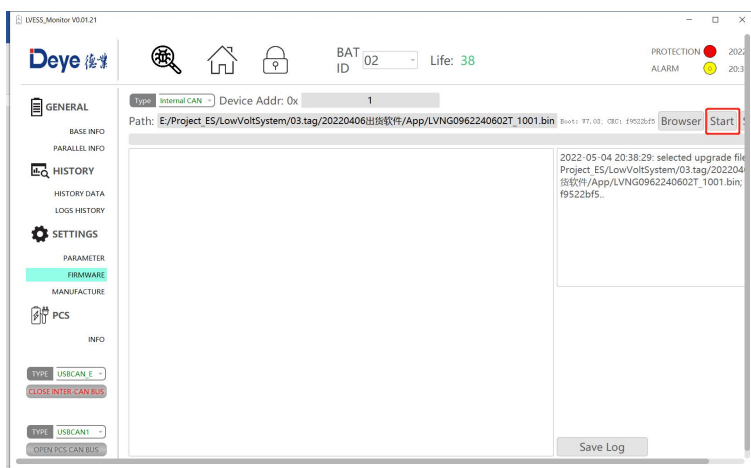 LVESS_Monitor V0.01.21
Deye 德业
BAT ID 02
Life: 38
PROTECTION
ALARM
2022
20:3
GENERAL
BASE INFO
PARALLEL INFO
HISTORY
HISTORY DATA
LOGS HISTORY
SETTINGS
PARAMETER
FIRMWARE
MANUFACTURE
PCS
INFO
TYPE USBCAN_E
CLOSE INTER-CAN BUS
TYPE USBCAN1
OPEN PCS CAN BUS
Type Internal CAN Device Addr: 0x 1
Path: E:/Project_ES/LowVoltSystem/03.tag/20220406出货软件/App/LVNG0962240602T_1001.bin Boot: V7.03; CRC: f9522bf5 Browser Start S
2022-05-04 20:38:29: selected upgrade file
Project_ES/LowVoltSystem/03.tag/202204
货软件/App/LVNG0962240602T_1001.bin;
f9522bf5..
Save Log